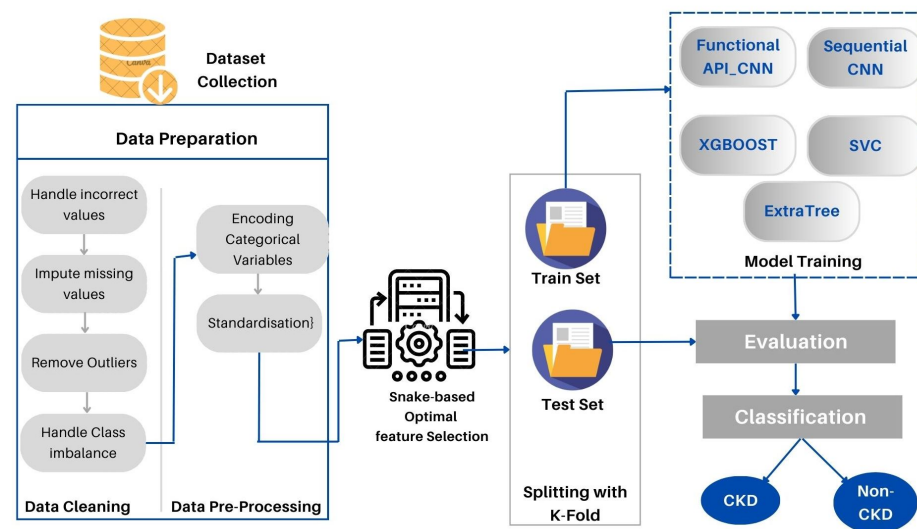 Dataset
Collection
Data Preparation
Handle incorrect
values
Impute missing
values
Remove Outliers
Handle Class
imbalance
Data Cleaning
Encoding
Categorical
Variables
Standardisation}
Data Pre-Processing
Snake-based
Optimal
feature Selection
Train Set
Test Set
Splitting with
K-Fold
Functional
API_CNN
Sequential
CNN
XGBOOST
SVC
ExtraTree
Model Training
Evaluation
Classification
CKD
Non-
CKD